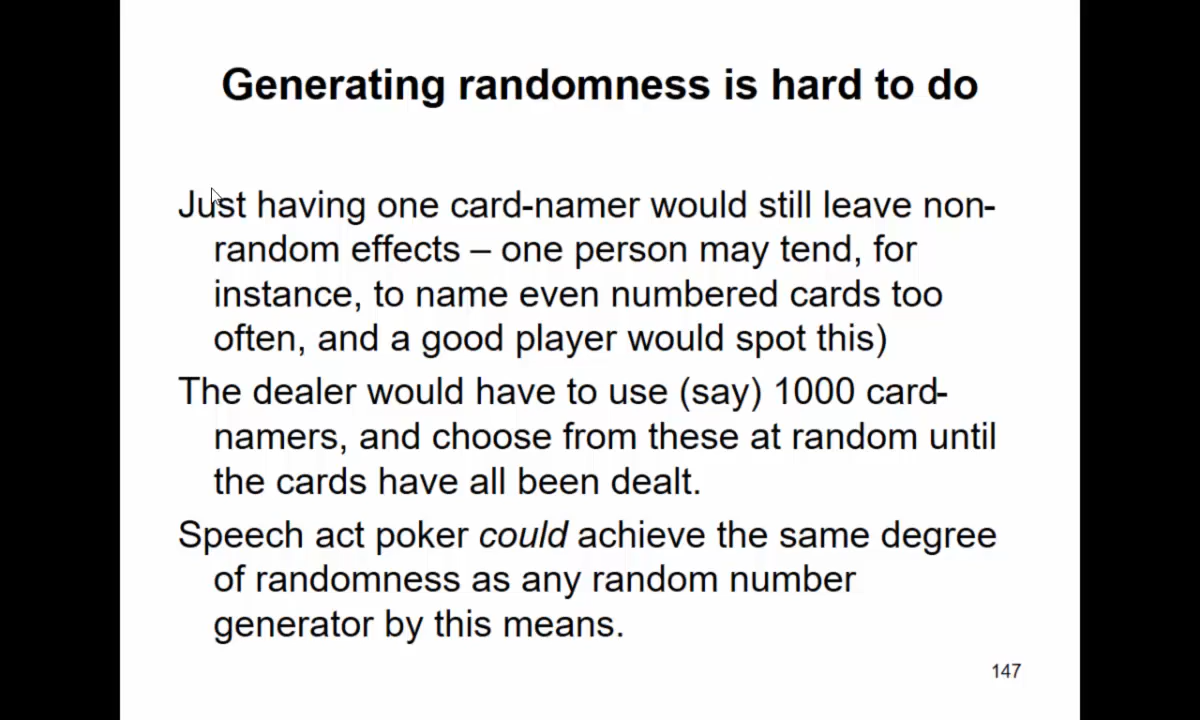 Generating randomness is hard to do
Just having one card-namer would still leave non-
random effects – one person may tend, for
instance, to name even numbered cards too
often, and a good player would spot this)
The dealer would have to use (say) 1000 card-
namers, and choose from these at random until
the cards have all been dealt.
Speech act poker could achieve the same degree
of randomness as any random number
generator by this means.
147